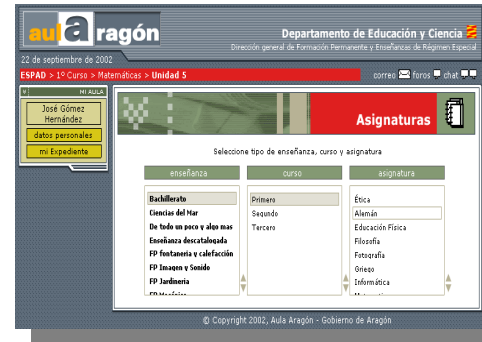 aula aragón
Departamento de Educación y Ciencia
Dirección general de Formación Permanente y Enseñanzas de Régimen Especial
22 de septiembre de 2002
ESPAD > 1º Curso > Matemáticas > Unidad 5
correo foros chat
MI AULA
José Gómez
Hernández
datos personales
mi Expediente
Asignaturas
Seleccione tipo de enseñanza, curso y asignatura
enseñanza curso asignatura
Bachillerato Primero Ética
Ciencias del Mar Segundo Alemán
De todo un poco y algo mas Tercero Educación Física
Enseñanza descatalogada Filosofía
FP fontaneria y calefacción Fotografía
FP Imagen y Sonido Griego
FP Jardineria Informática
© Copyright 2002, Aula Aragón - Gobierno de Aragón